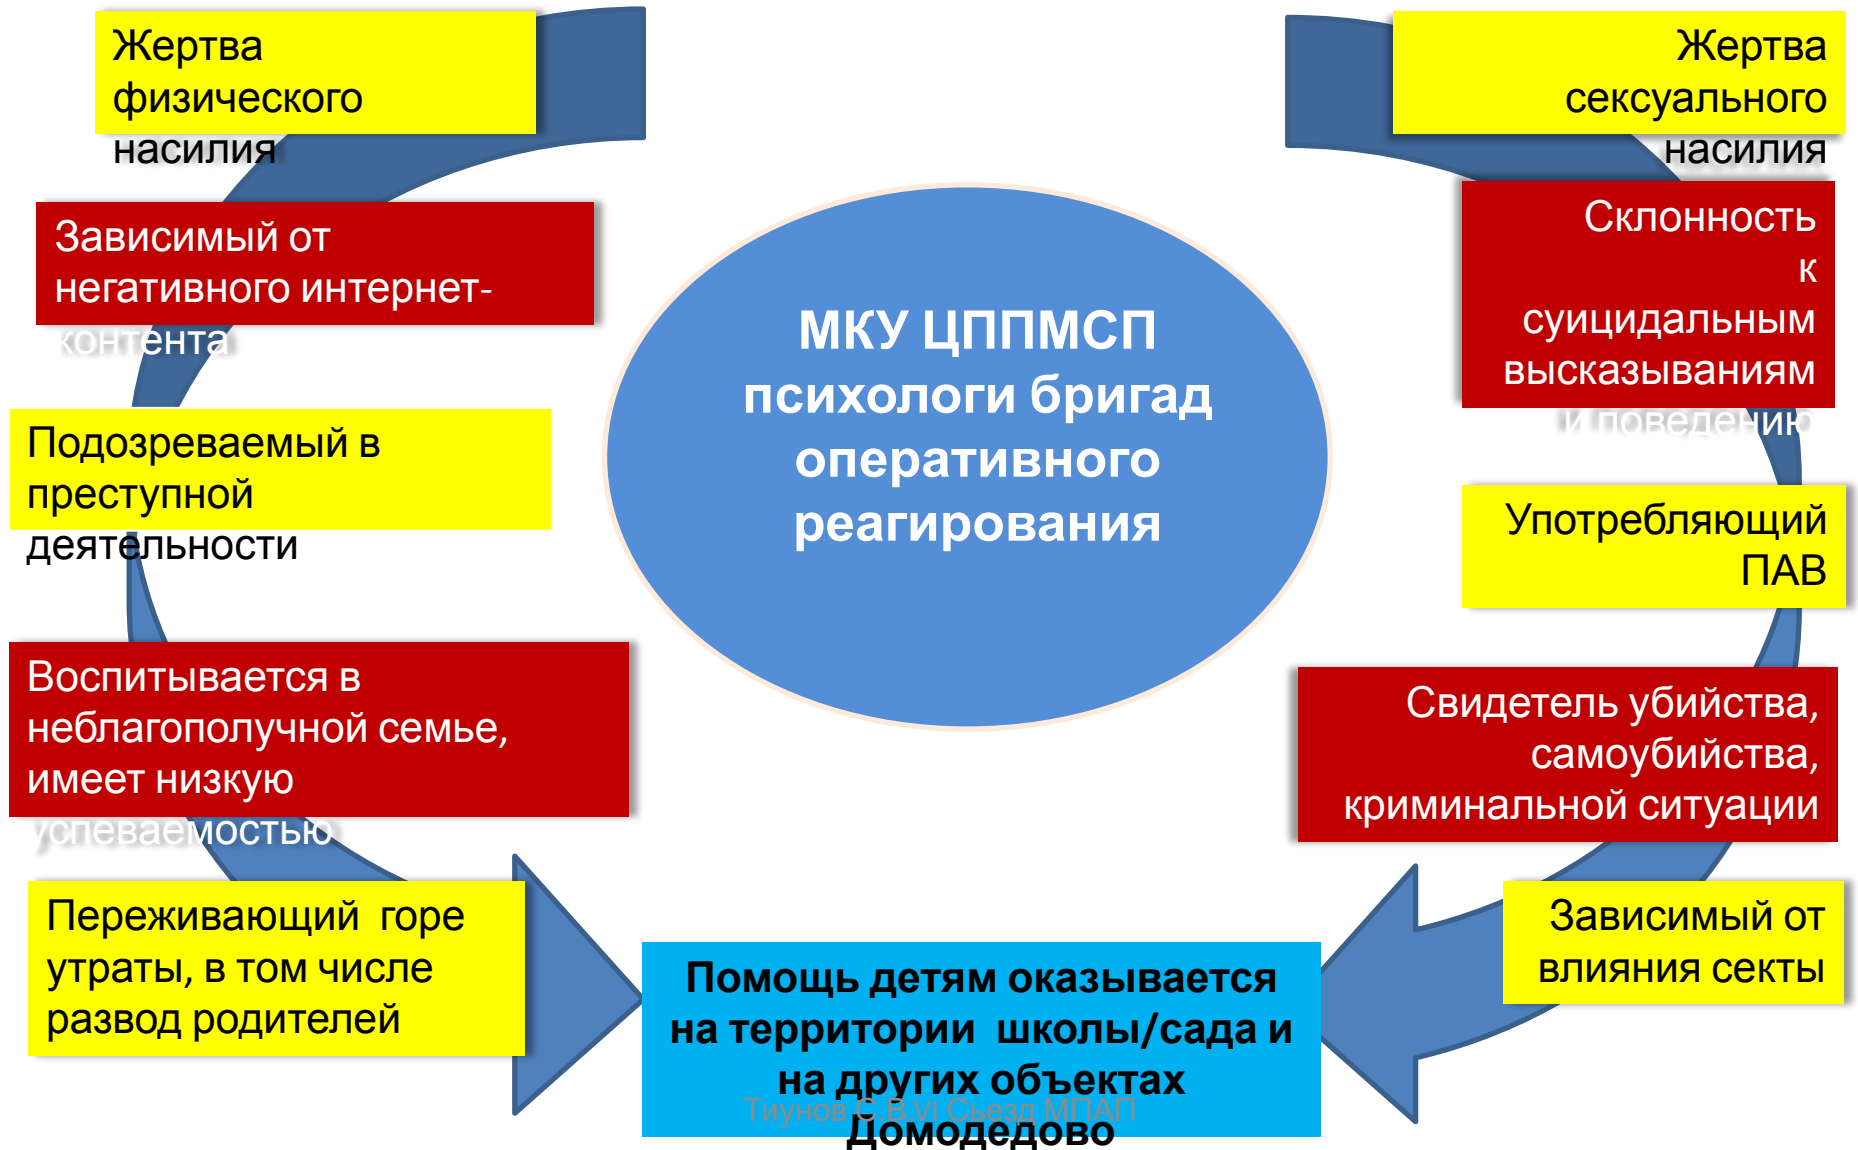 Жертва
физического
насилия
Зависимый от
негативного интернет-
контента
Подозреваемый в
преступной
деятельности
Воспитывается в
неблагополучной семье,
имеет низкую
успеваемостью
Переживающий горе
утраты, в том числе
развод родителей
МКУ ЦППМСП
психологи бригад
оперативного
реагирования
Жертва
сексуального
насилия
Склонность
к
суицидальным
высказываниям
и поведению
Употребляющий
ПАВ
Свидетель убийства,
самоубийства,
криминальной ситуации
Зависимый от
влияния секты
Помощь детям оказывается
на территории школы/сада и
на других объектах
Домодедово
Тиунов С.В.VI Сьезд МПАП